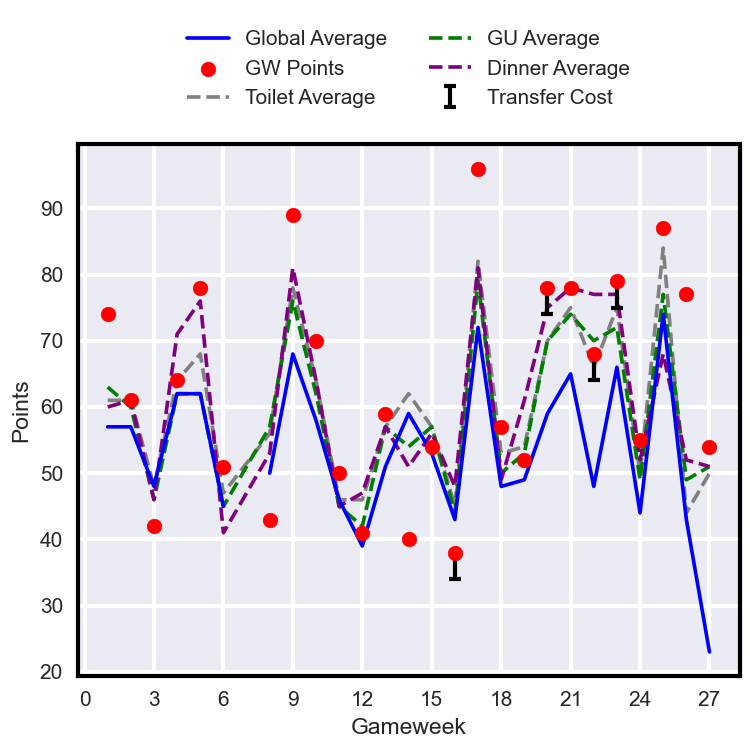 Global Average
GW Points
Toilet Average
GU Average
Dinner Average
Transfer Cost
Points
90
80
70
60
50
40
30
20
0 3 6 9 12 15 18 21 24 27
Gameweek